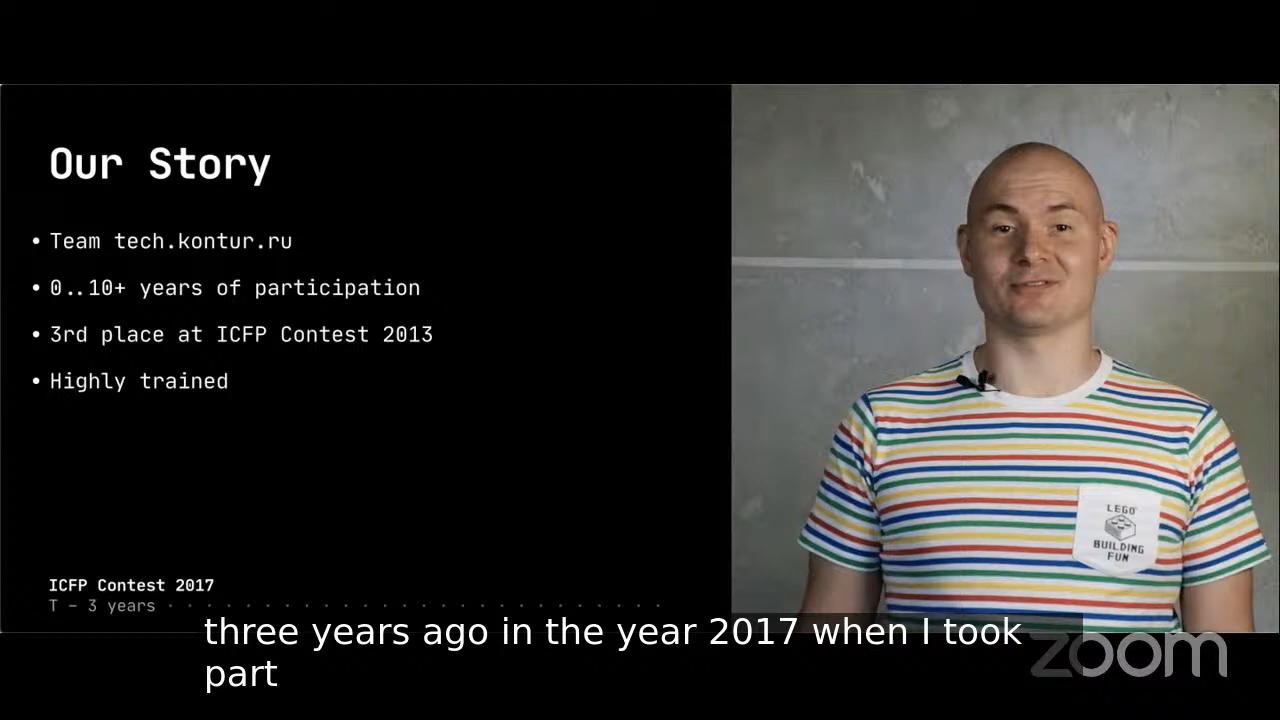 Our Story
• Team tech.kontur.ru
• 0..10+ years of participation
• 3rd place at ICFP Contest 2013
• Highly trained
LEGO
BUILDING
FUN
ICFP Contest 2017
T – 3 years
three years ago in the year 2017 when I took
part
zoom